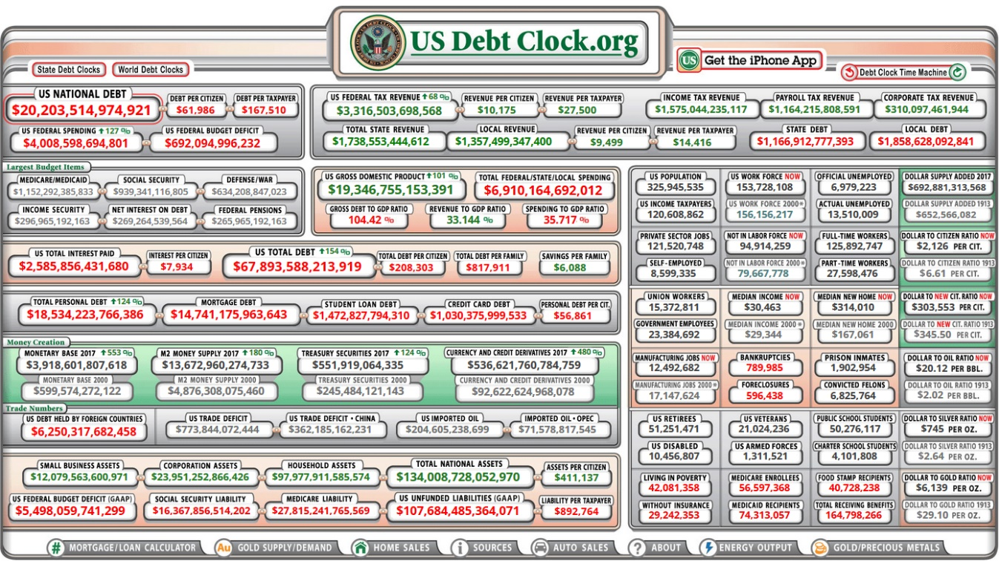 US Debt Clock.org
Get the iPhone App
State Debt Clocks World Debt Clocks
Debt Clock Time Machine
US NATIONAL DEBT DEBT PER CITIZEN DEBT PER TAXPAYER
$20,203,514,974,921 $61,986 $167,510
US FEDERAL SPENDING 127 % US FEDERAL BUDGET DEFICIT
$4,008,598,694,801 $692,094,996,232
US FEDERAL TAX REVENUE 68 % REVENUE PER CITIZEN REVENUE PER TAXPAYER INCOME TAX REVENUE PAYROLL TAX REVENUE CORPORATE TAX REVENUE
$3,316,503,698,568 $10,175 $27,500 $1,575,044,235,117 $1,164,215,808,591 $310,097,461,944
TOTAL STATE REVENUE LOCAL REVENUE REVENUE PER CITIZEN REVENUE PER TAXPAYER STATE DEBT LOCAL DEBT
$1,738,553,444,612 $1,357,499,347,400 $9,499 $14,416 $1,166,912,777,393 $1,858,628,092,841
Largest Budget Items
MEDICARE/MEDICAID SOCIAL SECURITY DEFENSE/WAR
$1,152,292,385,833 $939,341,116,805 $634,208,847,023
INCOME SECURITY NET INTEREST ON DEBT FEDERAL PENSIONS
$296,965,192,163 $269,264,539,564 $265,965,192,163
US GROSS DOMESTIC PRODUCT 101 % TOTAL FEDERAL/STATE/LOCAL SPENDING
$19,346,755,153,391 $6,910,164,692,012
GROSS DEBT TO GDP RATIO REVENUE TO GDP RATIO SPENDING TO GDP RATIO
104.42 % 33.144 % 35.717 %
US TOTAL INTEREST PAID INTEREST PER CITIZEN US TOTAL DEBT 154 % TOTAL DEBT PER CITIZEN TOTAL DEBT PER FAMILY SAVINGS PER FAMILY
$2,585,856,431,680 $7,934 $67,893,588,213,919 $208,303 $817,911 $6,088
TOTAL PERSONAL DEBT 124 % MORTGAGE DEBT STUDENT LOAN DEBT CREDIT CARD DEBT PERSONAL DEBT PER CIT.
$18,534,223,766,386 $14,741,175,963,643 $1,472,827,794,310 $1,030,375,999,533 $56,861
Money Creation
MONETARY BASE 2017 553 % M2 MONEY SUPPLY 2017 180 % TREASURY SECURITIES 2017 124 % CURRENCY AND CREDIT DERIVATIVES 2017 480 %
$3,918,601,807,618 $13,672,960,274,733 $551,919,064,335 $536,621,760,784,759
MONETARY BASE 2000 M2 MONEY SUPPLY 2000 TREASURY SECURITIES 2000 CURRENCY AND CREDIT DERIVATIVES 2000
$599,574,272,122 $4,876,308,075,460 $245,484,121,143 $92,622,624,968,078
Trade Numbers
US DEBT HELD BY FOREIGN COUNTRIES US TRADE DEFICIT US TRADE DEFICIT • CHINA US IMPORTED OIL IMPORTED OIL • OPEC
$6,250,317,682,458 $773,844,072,444 $362,185,162,231 $204,605,238,699 $71,578,817,545
SMALL BUSINESS ASSETS CORPORATION ASSETS HOUSEHOLD ASSETS TOTAL NATIONAL ASSETS ASSETS PER CITIZEN
$12,079,563,600,971 $23,951,252,866,426 $97,977,911,585,574 $134,008,728,052,970 $411,137
US FEDERAL BUDGET DEFICIT (GAAP) SOCIAL SECURITY LIABILITY MEDICARE LIABILITY US UNFUNDED LIABILITIES (GAAP) LIABILITY PER TAXPAYER
$5,498,059,741,299 $16,367,856,514,202 $27,815,241,765,569 $107,684,485,364,071 $892,764
US POPULATION US WORK FORCE NOW OFFICIAL UNEMPLOYED DOLLAR SUPPLY ADDED 2017
325,945,535 153,728,108 6,979,223 $692,881,313,568
US INCOME TAXPAYERS US WORK FORCE 2000* ACTUAL UNEMPLOYED DOLLAR SUPPLY ADDED 1913
120,608,862 156,156,217 13,510,009 $652,566,082
PRIVATE SECTOR JOBS NOT IN LABOR FORCE NOW FULL-TIME WORKERS DOLLAR TO CITIZEN RATIO NOW
121,520,748 94,914,259 125,892,747 $2,126 PER CIT.
SELF-EMPLOYED NOT IN LABOR FORCE 2000* PART-TIME WORKERS DOLLAR TO CITIZEN RATIO 1913
8,599,335 79,667,778 27,598,476 $6.61 PER CIT.
UNION WORKERS MEDIAN INCOME NOW MEDIAN NEW HOME NOW DOLLAR TO NEW CIT. RATIO NOW
15,372,811 $30,463 $314,010 $303,553 PER CIT.
GOVERNMENT EMPLOYEES MEDIAN INCOME 2000* MEDIAN NEW HOME 2000 DOLLAR TO NEW CIT. RATIO 1913
23,384,692 $29,344 $167,061 $345.50 PER CIT.
MANUFACTURING JOBS NOW BANKRUPTCIES PRISON INMATES DOLLAR TO OIL RATIO NOW
12,492,682 789,985 1,902,954 $20.12 PER BBL.
MANUFACTURING JOBS 2000* FORECLOSURES CONVICTED FELONS DOLLAR TO OIL RATIO 1913
17,147,624 596,438 6,825,764 $2.02 PER BBL.
US RETIREES US VETERANS PUBLIC SCHOOL STUDENTS DOLLAR TO SILVER RATIO NOW
51,251,471 21,024,236 50,276,117 $745 PER OZ.
US DISABLED US ARMED FORCES CHARTER SCHOOL STUDENTS DOLLAR TO SILVER RATIO 1913
10,456,807 1,311,521 4,101,808 $2.64 PER OZ.
LIVING IN POVERTY MEDICARE ENROLLEES FOOD STAMP RECIPIENTS DOLLAR TO GOLD RATIO NOW
42,081,358 56,597,368 40,728,238 $6,139 PER OZ.
WITHOUT INSURANCE MEDICAID RECIPIENTS TOTAL RECEIVING BENEFITS DOLLAR TO GOLD RATIO 1913
29,242,353 74,313,057 164,798,266 $29.10 PER OZ.
# MORTGAGE/LOAN CALCULATOR Au GOLD SUPPLY/DEMAND HOME SALES i SOURCES AUTO SALES ? ABOUT ENERGY OUTPUT GOLD/PRECIOUS METALS